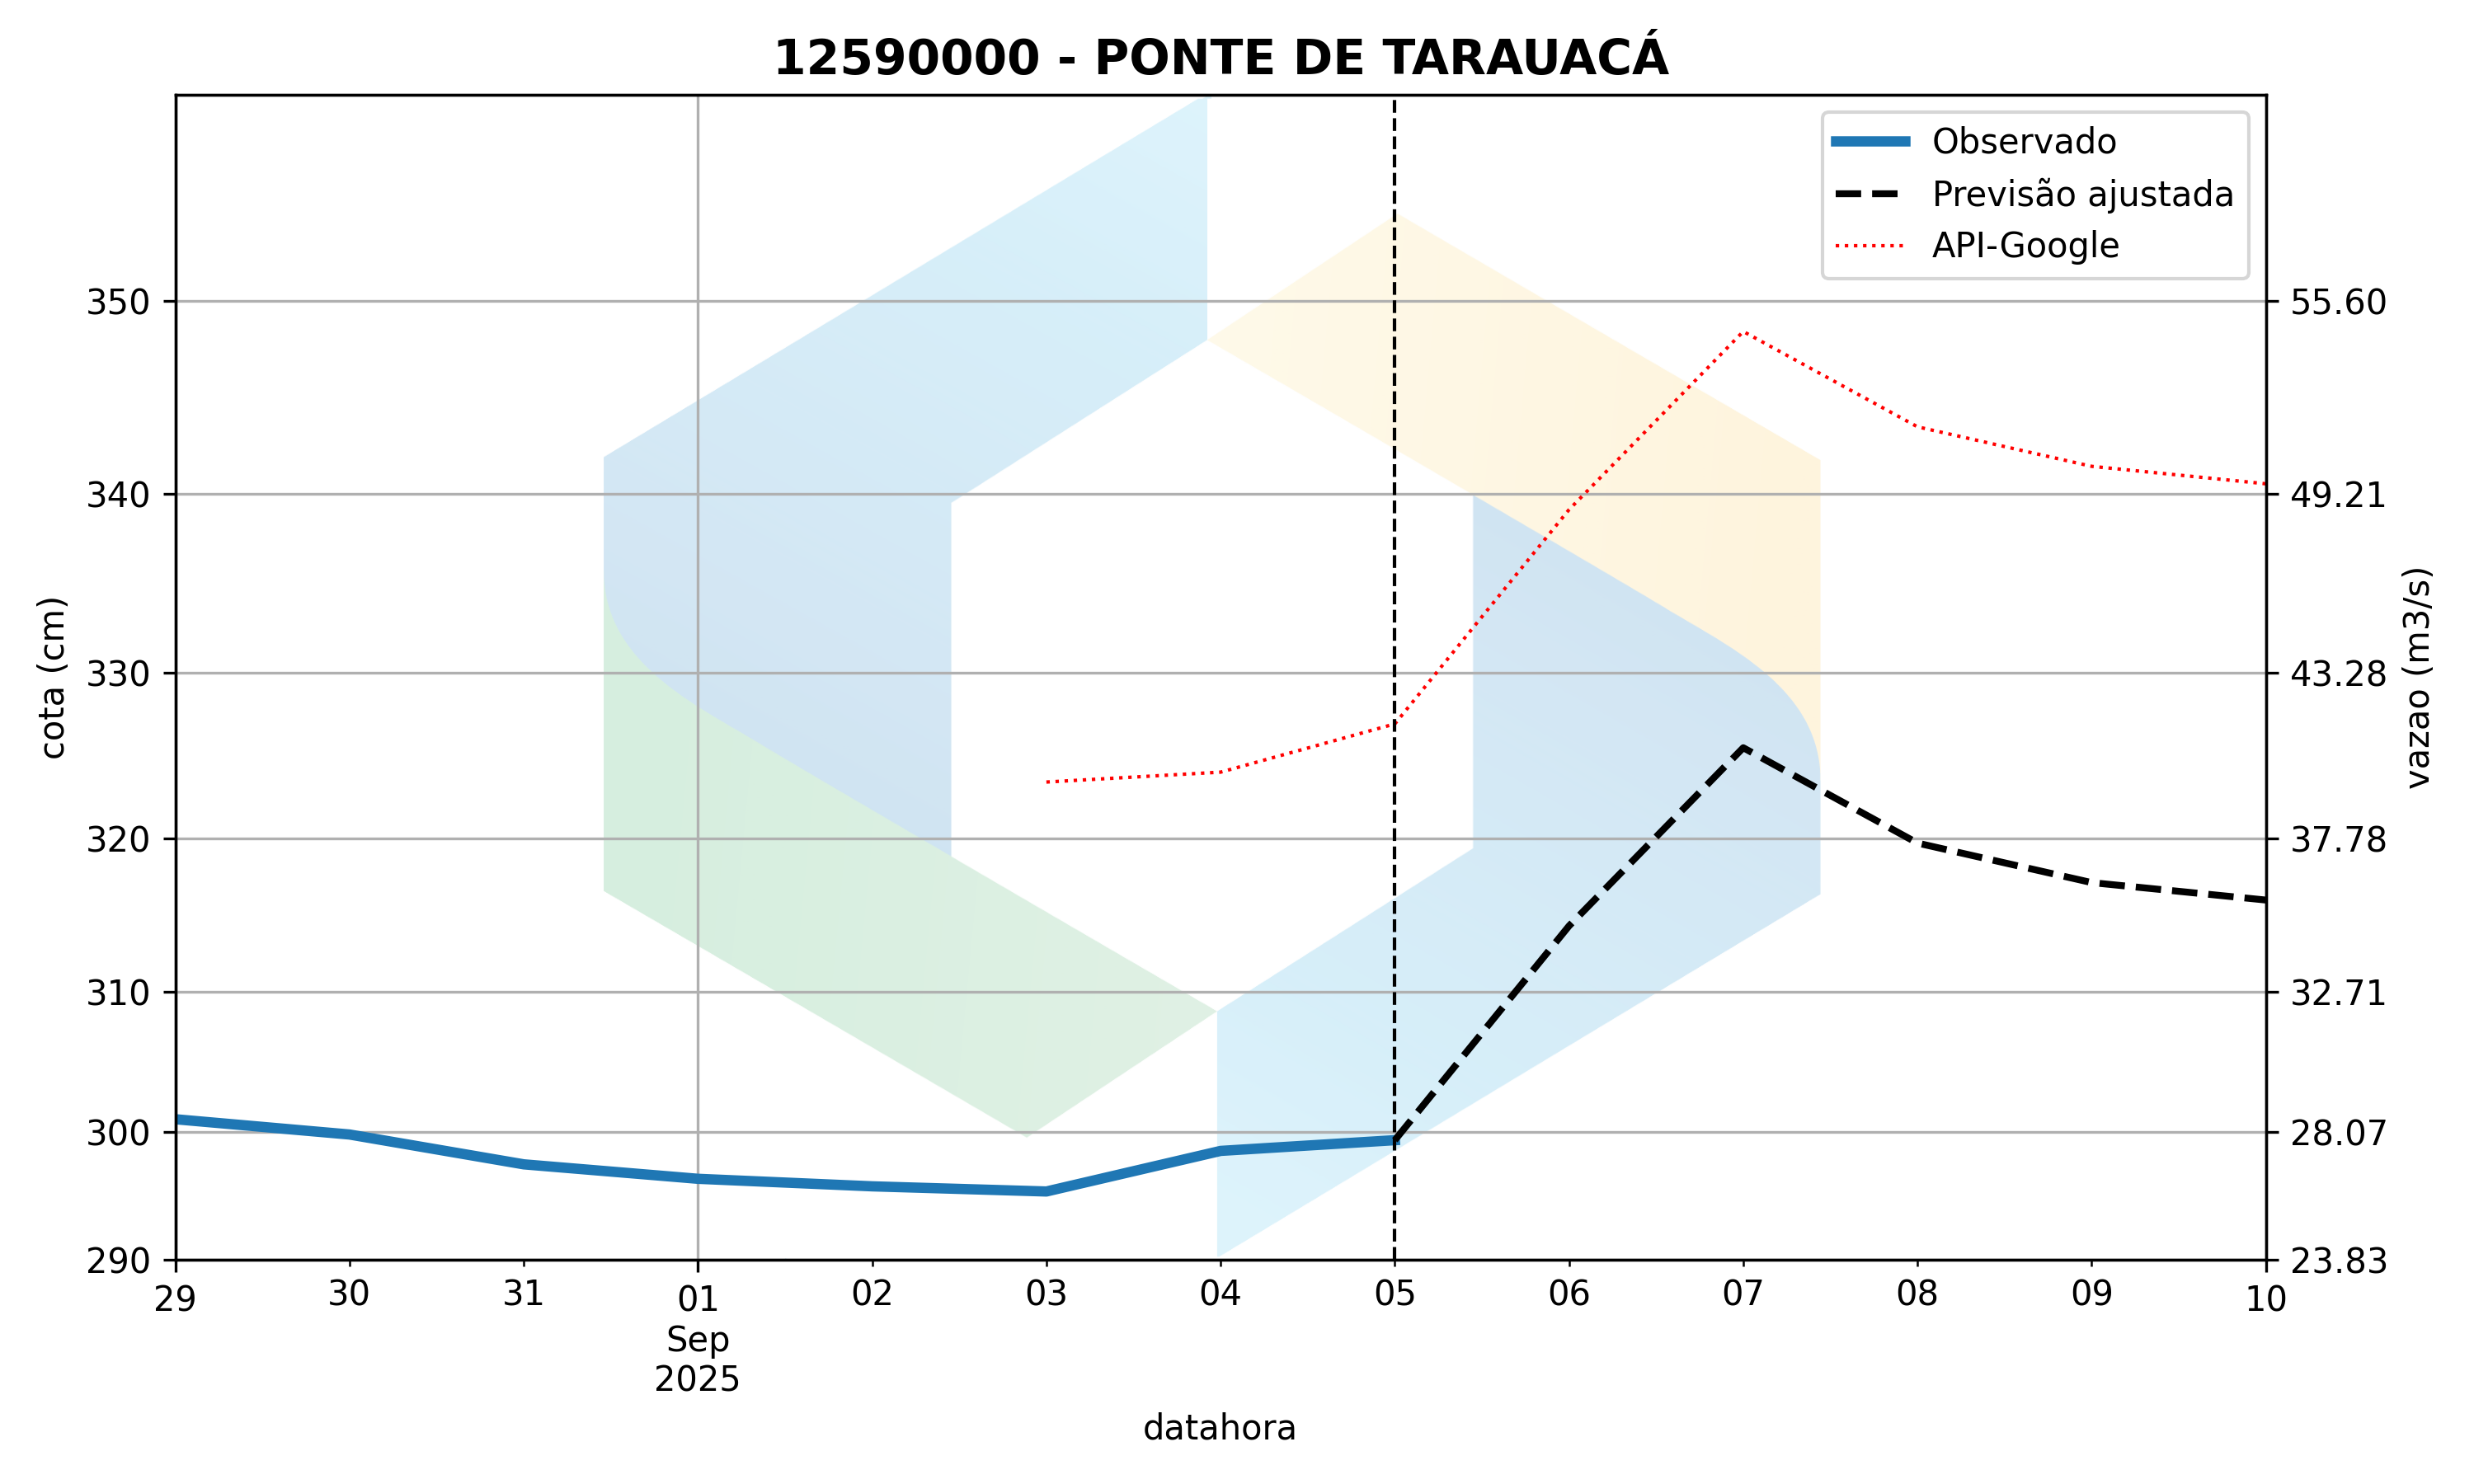 12590000 - PONTE DE TARAUACÁ
Observado
Previsão ajustada
API-Google
cota (cm)
350
340
330
320
310
300
290
vazao (m3/s)
55.60
49.21
43.28
37.78
32.71
28.07
23.83
29 30 31 01 02 03 04 05 06 07 08 09 10
Sep
2025
datahora